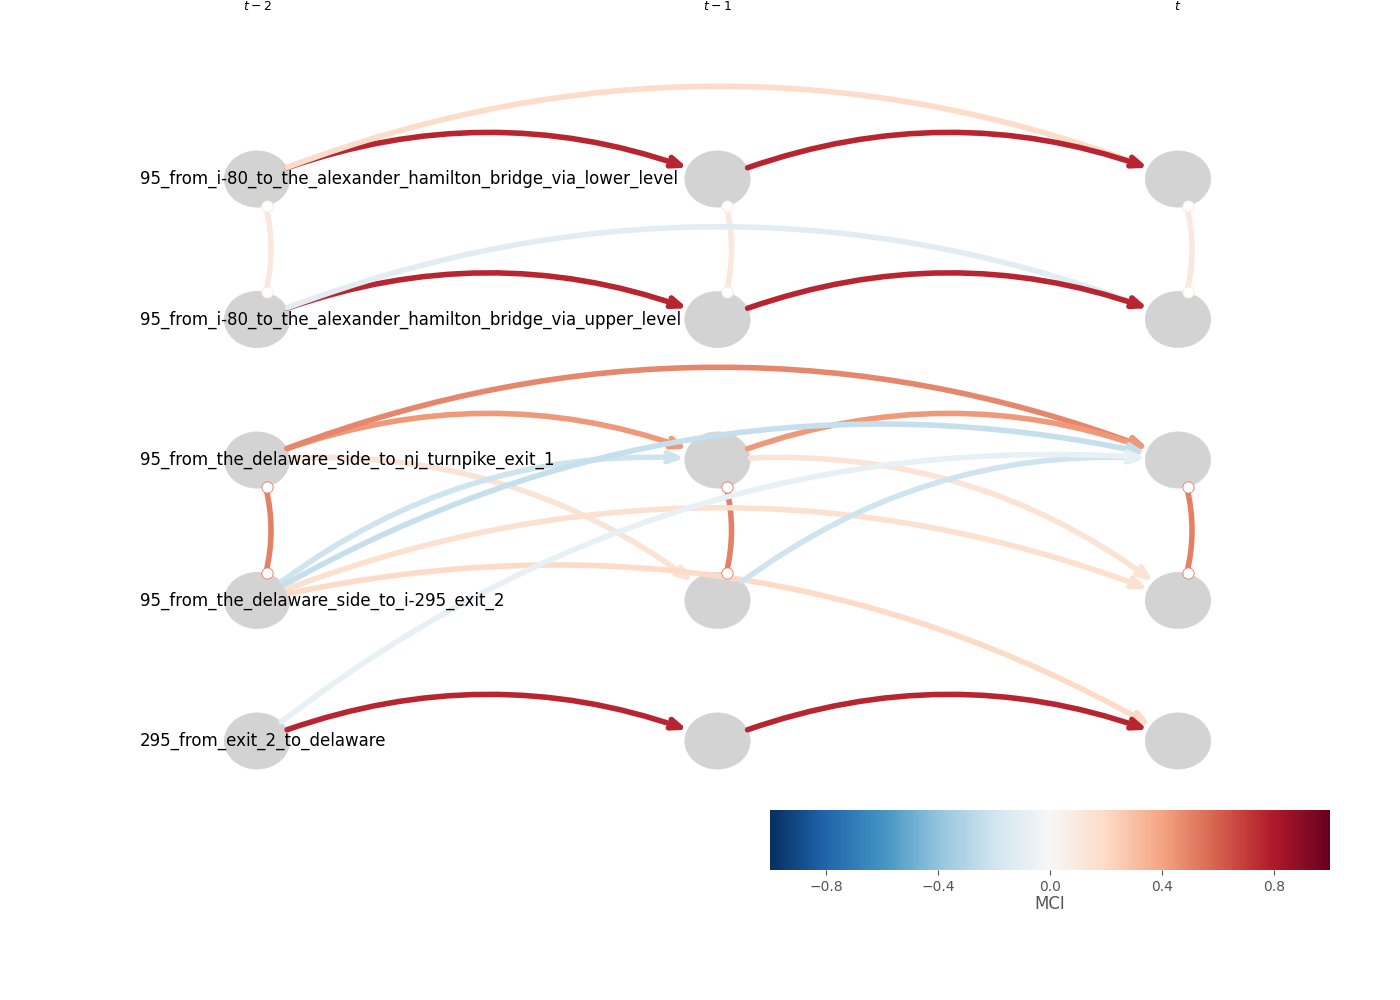 t − 2 t − 1 t
95_from_i-80_to_the_alexander_hamilton_bridge_via_lower_level
95_from_i-80_to_the_alexander_hamilton_bridge_via_upper_level
95_from_the_delaware_side_to_nj_turnpike_exit_1
95_from_the_delaware_side_to_i-295_exit_2
295_from_exit_2_to_delaware
−0.8 −0.4 0.0 0.4 0.8
MCI